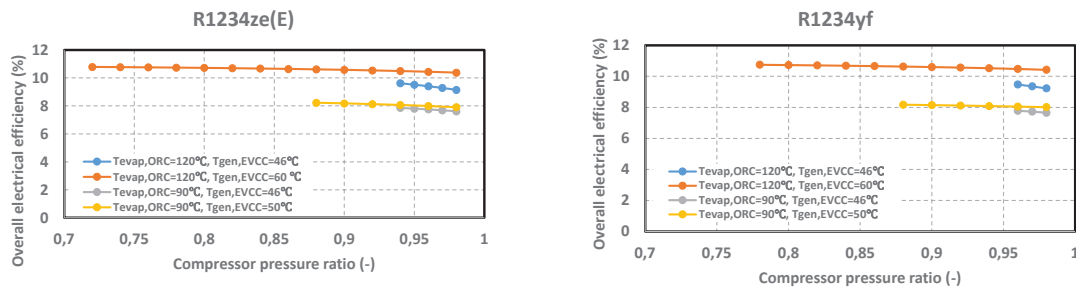 R1234ze(E)
Overall electrical efficiency (%)
12
10
8
6
4
2
0
Tevap,ORC=120℃, Tgen,EVCC=46℃
Tevap,ORC=120℃, Tgen,EVCC=60 ℃
Tevap,ORC=90℃, Tgen,EVCC=46℃
Tevap,ORC=90℃, Tgen,EVCC=50℃
0,7 0,75 0,8 0,85 0,9 0,95 1
Compressor pressure ratio (-)
R1234yf
Overall electrical efficiency (%)
12
10
8
6
4
2
0
Tevap,ORC=120℃, Tgen,EVCC=46℃
Tevap,ORC=120℃, Tgen,EVCC=60℃
Tevap,ORC=90℃, Tgen,EVCC=46℃
Tevap,ORC=90℃, Tgen,EVCC=50℃
0,7 0,75 0,8 0,85 0,9 0,95 1
Compressor pressure ratio (-)